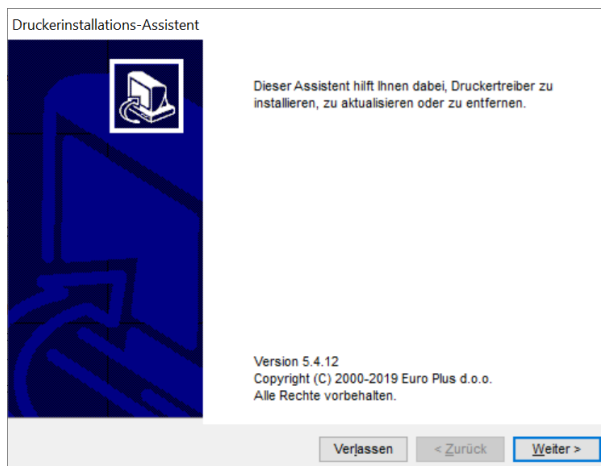 Druckerinstallations-Assistent
Dieser Assistent hilft Ihnen dabei, Druckertreiber zu
installieren, zu aktualisieren oder zu entfernen.
Version 5.4.12
Copyright (C) 2000-2019 Euro Plus d.o.o.
Alle Rechte vorbehalten.
Verlassen < Zurück Weiter >